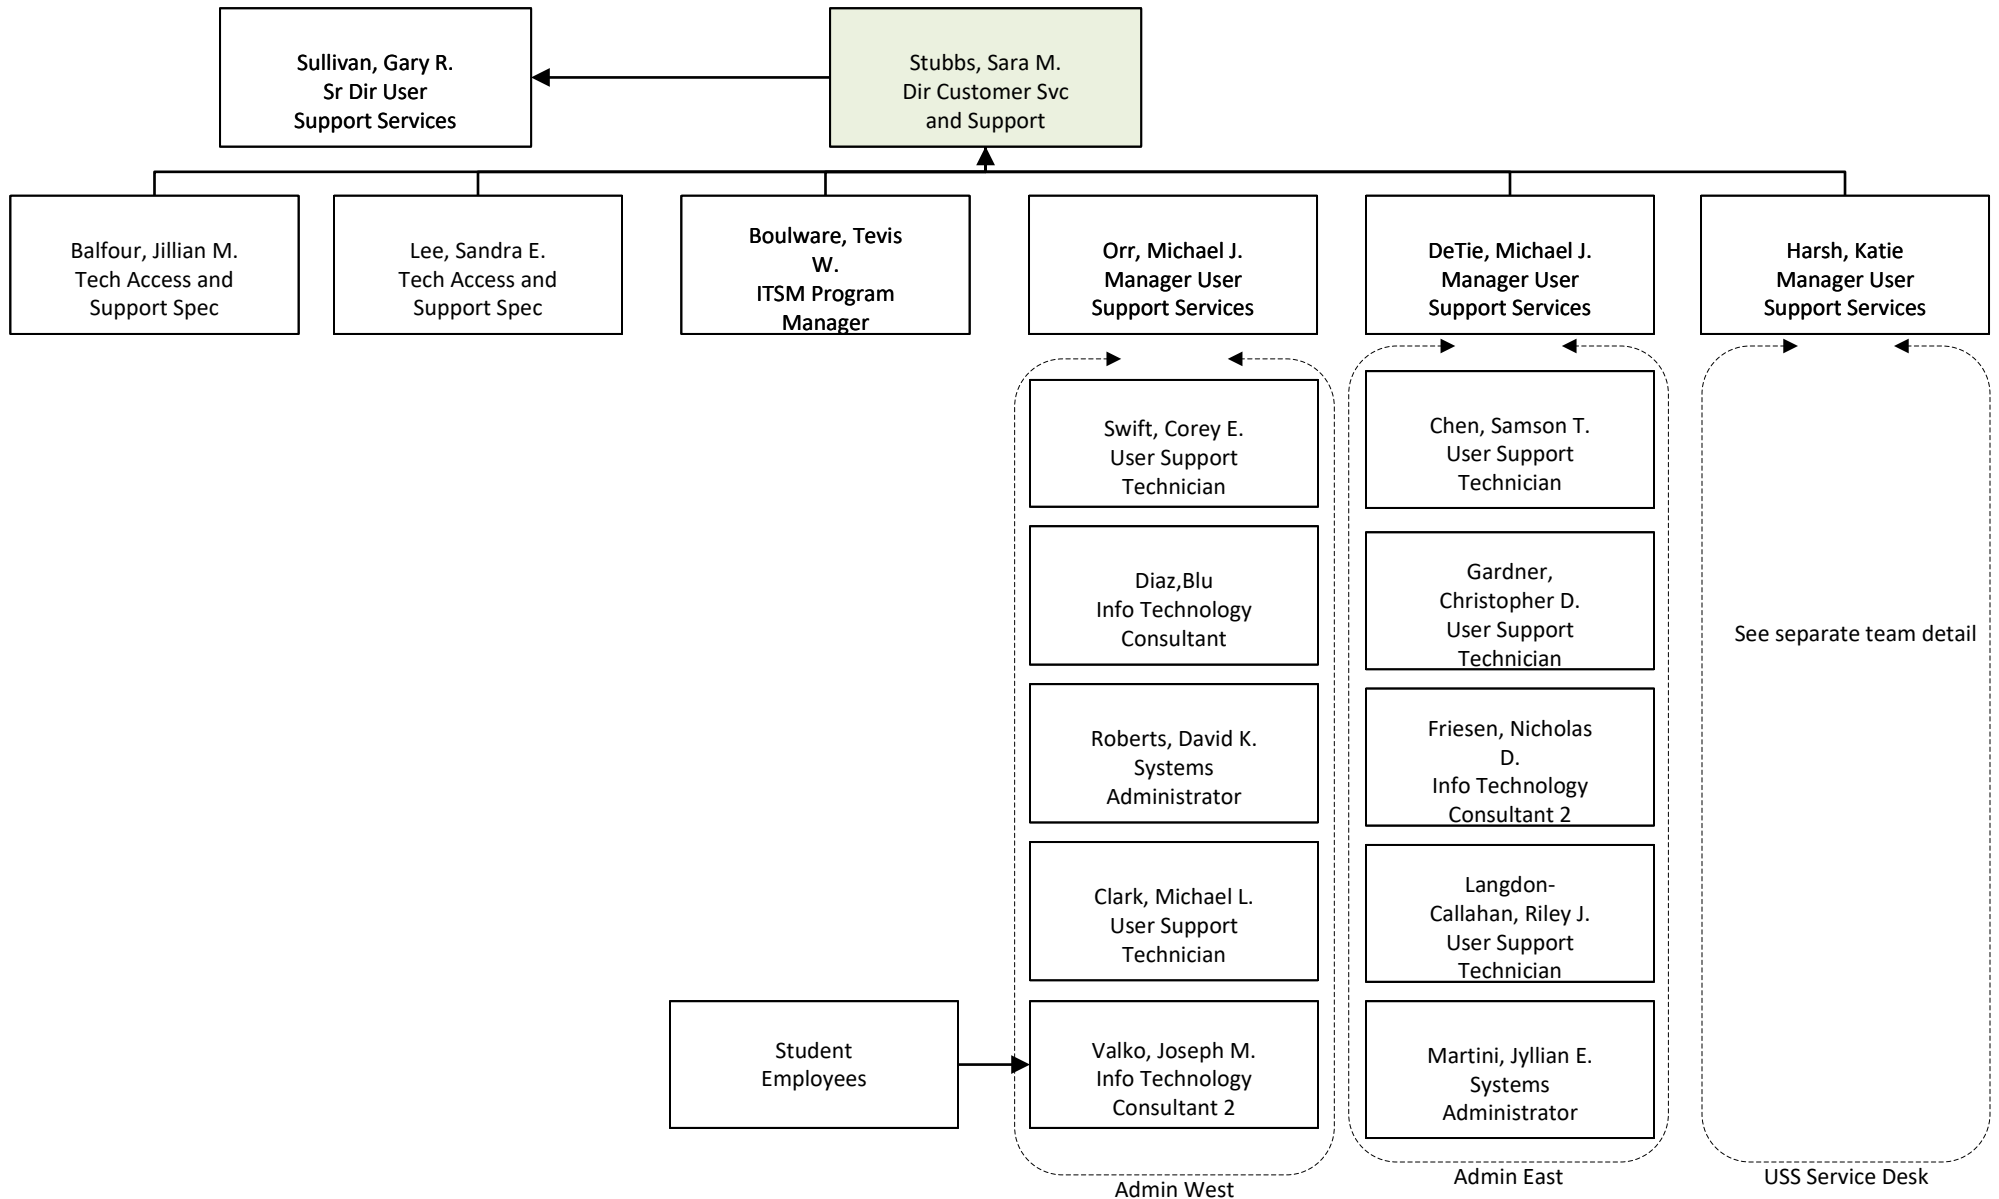 Sullivan, Gary R.
Sr Dir User
Support Services
Stubbs, Sara M.
Dir Customer Svc
and Support
Balfour, Jillian M.
Tech Access and
Support Spec
Lee, Sandra E.
Tech Access and
Support Spec
Boulware, Tevis
W.
ITSM Program
Manager
Orr, Michael J.
Manager User
Support Services
DeTie, Michael J.
Manager User
Support Services
Harsh, Katie
Manager User
Support Services
Swift, Corey E.
User Support
Technician
Diaz,Blu
Info Technology
Consultant
Roberts, David K.
Systems
Administrator
Clark, Michael L.
User Support
Technician
Student
Employees
Valko, Joseph M.
Info Technology
Consultant 2
Admin West
Chen, Samson T.
User Support
Technician
Gardner,
Christopher D.
User Support
Technician
Friesen, Nicholas
D.
Info Technology
Consultant 2
Langdon-
Callahan, Riley J.
User Support
Technician
Martini, Jyllian E.
Systems
Administrator
Admin East
See separate team detail
USS Service Desk